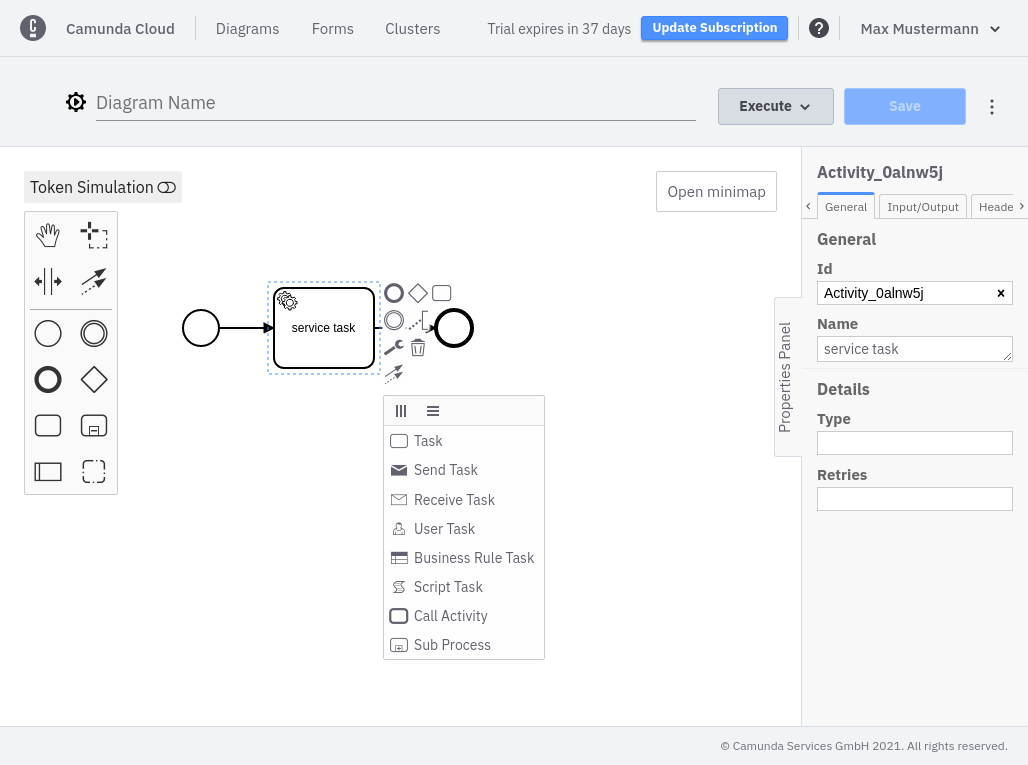 Camunda Cloud Diagrams Forms Clusters Trial expires in 37 days Update Subscription Max Mustermann
Diagram Name Execute Save
Token Simulation
Open minimap
service task
Task
Send Task
Receive Task
User Task
Business Rule Task
Script Task
Call Activity
Sub Process
Properties Panel
Activity_0alnw5j
General Input/Output Heade
General
Id
Activity_0alnw5j
Name
service task
Details
Type
Retries
© Camunda Services GmbH 2021. All rights reserved.